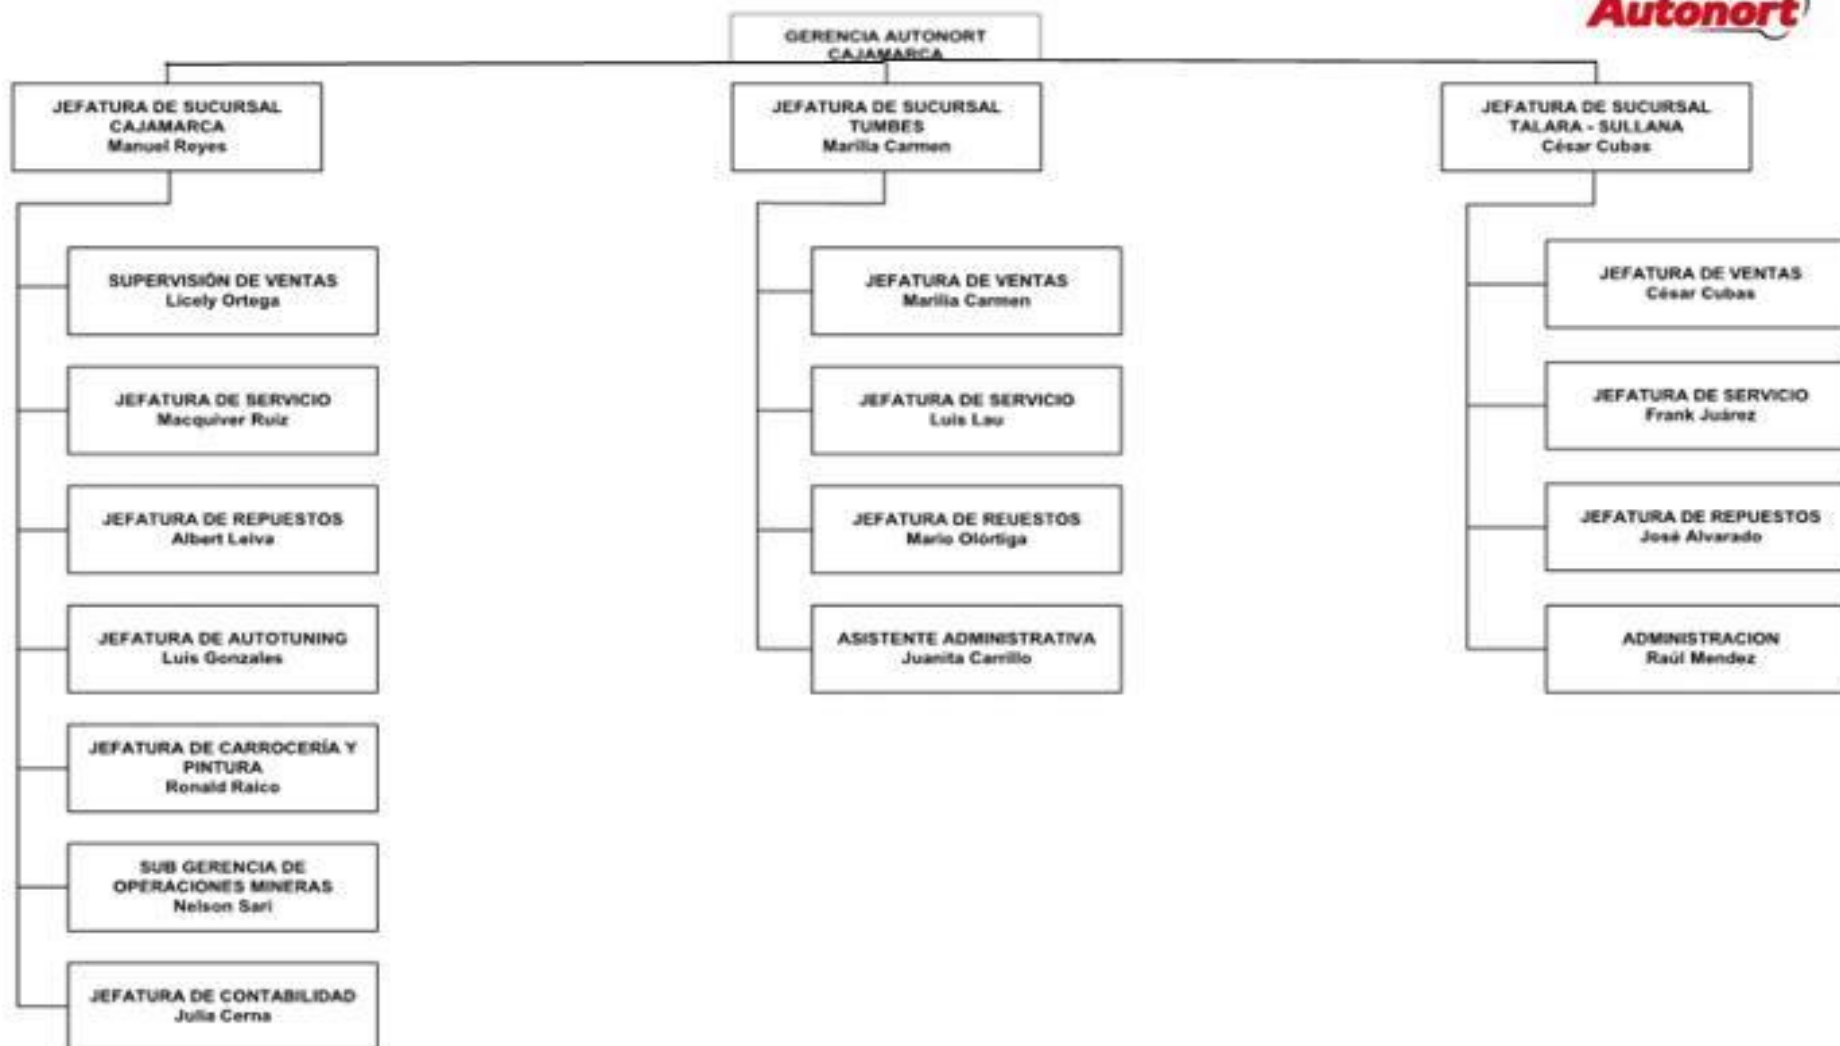 Autonort
GERENCIA AUTONORT
CAJAMARCA
JEFATURA DE SUCURSAL
CAJAMARCA
Manuel Reyes
JEFATURA DE SUCURSAL
TUMBES
Marilia Carmen
JEFATURA DE SUCURSAL
TALARA - SULLANA
César Cubas
SUPERVISIÓN DE VENTAS
Licely Ortega
JEFATURA DE SERVICIO
Macquiver Ruiz
JEFATURA DE REPUESTOS
Albert Leiva
JEFATURA DE AUTOTUNING
Luis Gonzales
JEFATURA DE CARROCERÍA Y
PINTURA
Ronald Raico
SUB GERENCIA DE
OPERACIONES MINERAS
Nelson Sari
JEFATURA DE CONTABILIDAD
Julia Cerna
JEFATURA DE VENTAS
Marilia Carmen
JEFATURA DE SERVICIO
Luis Lau
JEFATURA DE REUESTOS
Mario Olórtiga
ASISTENTE ADMINISTRATIVA
Juanita Carrillo
JEFATURA DE VENTAS
César Cubas
JEFATURA DE SERVICIO
Frank Juárez
JEFATURA DE REPUESTOS
José Alvarado
ADMINISTRACION
Raúl Mendez